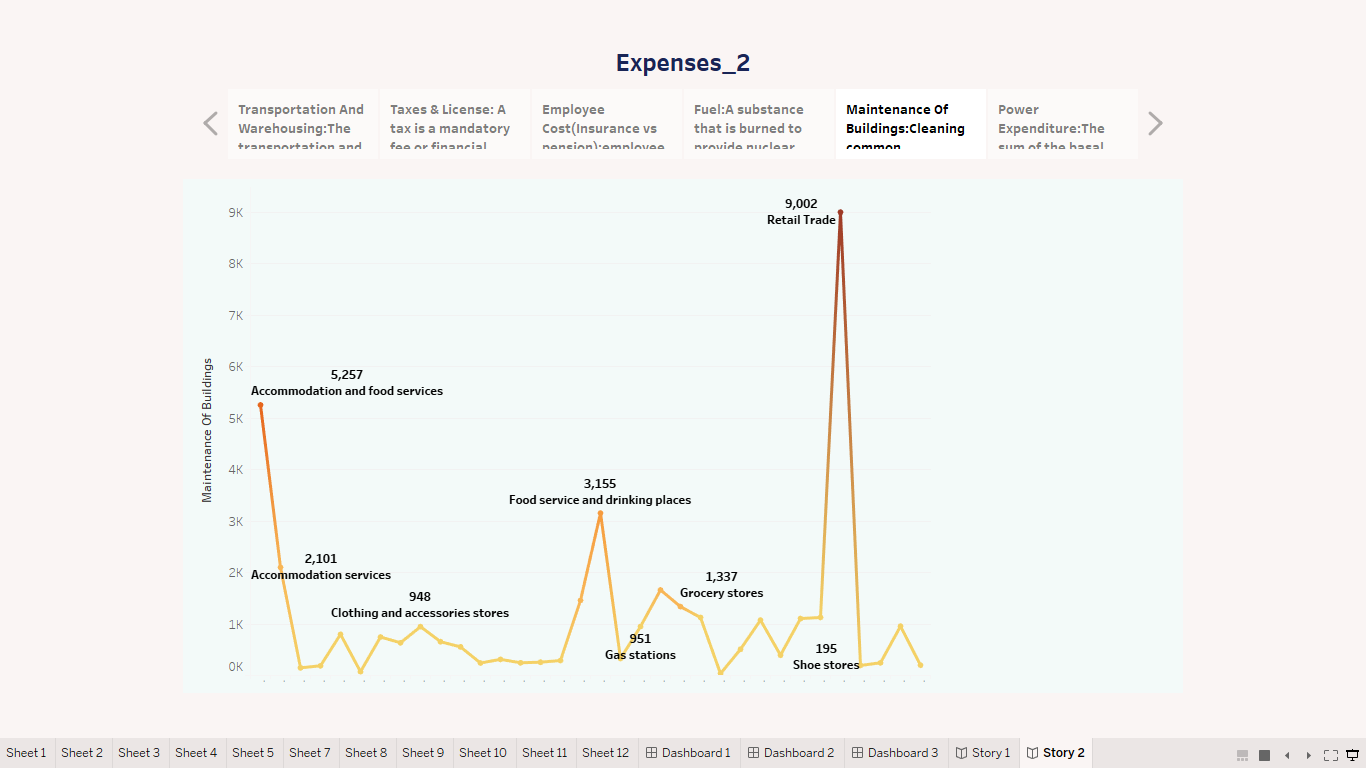 Expenses_2
Transportation And
Warehousing:The
transportation and
Taxes & License: A
tax is a mandatory
fee or financial
Employee
Cost(Insurance vs
pension):employee
Fuel:A substance
that is burned to
provide nuclear
Maintenance Of
Buildings:Cleaning
common
Power
Expenditure:The
sum of the basal
9,002
Retail Trade
9K
8K
7K
6K
5K
4K
3K
2K
1K
0K
Maintenance Of Buildings
5,257
Accommodation and food services
3,155
Food service and drinking places
2,101
Accommodation services
1,337
Grocery stores
948
Clothing and accessories stores
951
Gas stations
195
Shoe stores
Sheet 1 Sheet 2 Sheet 3 Sheet 4 Sheet 5 Sheet 7 Sheet 8 Sheet 9 Sheet 10 Sheet 11 Sheet 12 Dashboard 1 Dashboard 2 Dashboard 3 Story 1 Story 2